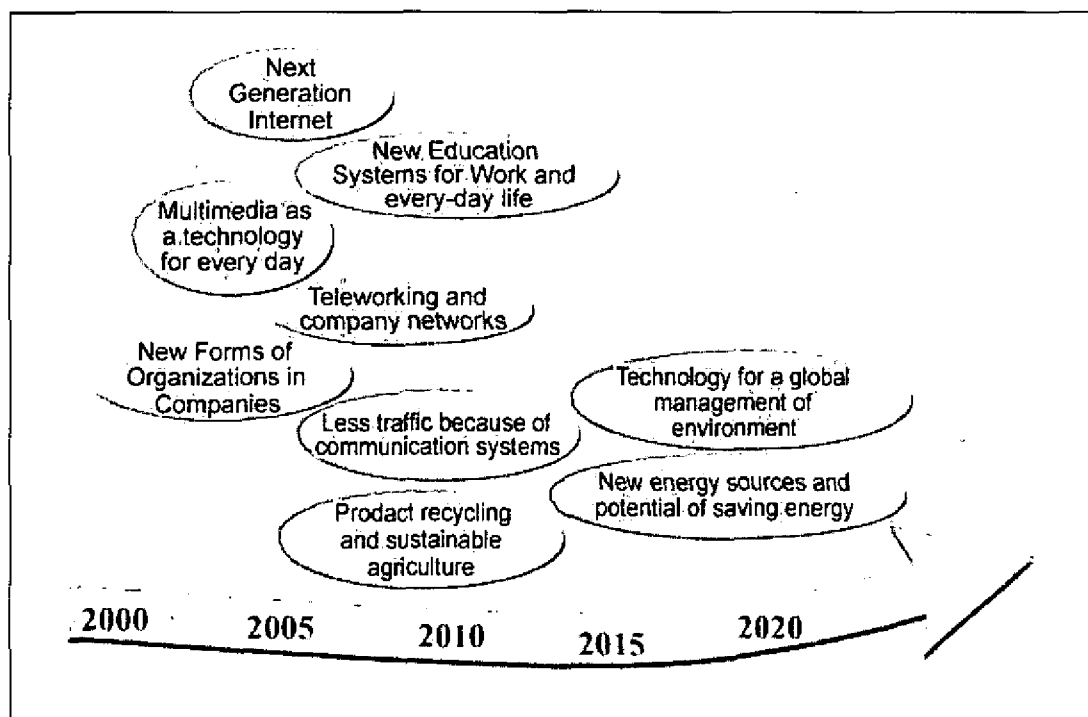 Next
Generation
Internet
New Education
Systems for Work and
every-day life
Multimedia as
a technology
for every day
Teleworking and
company networks
New Forms of
Organizations in
Companies
Technology for a global
management of
environment
Less traffic because of
communication systems
New energy sources and
potential of saving energy
Prodact recycling
and sustainable
agriculture
2000 2005 2010 2015 2020